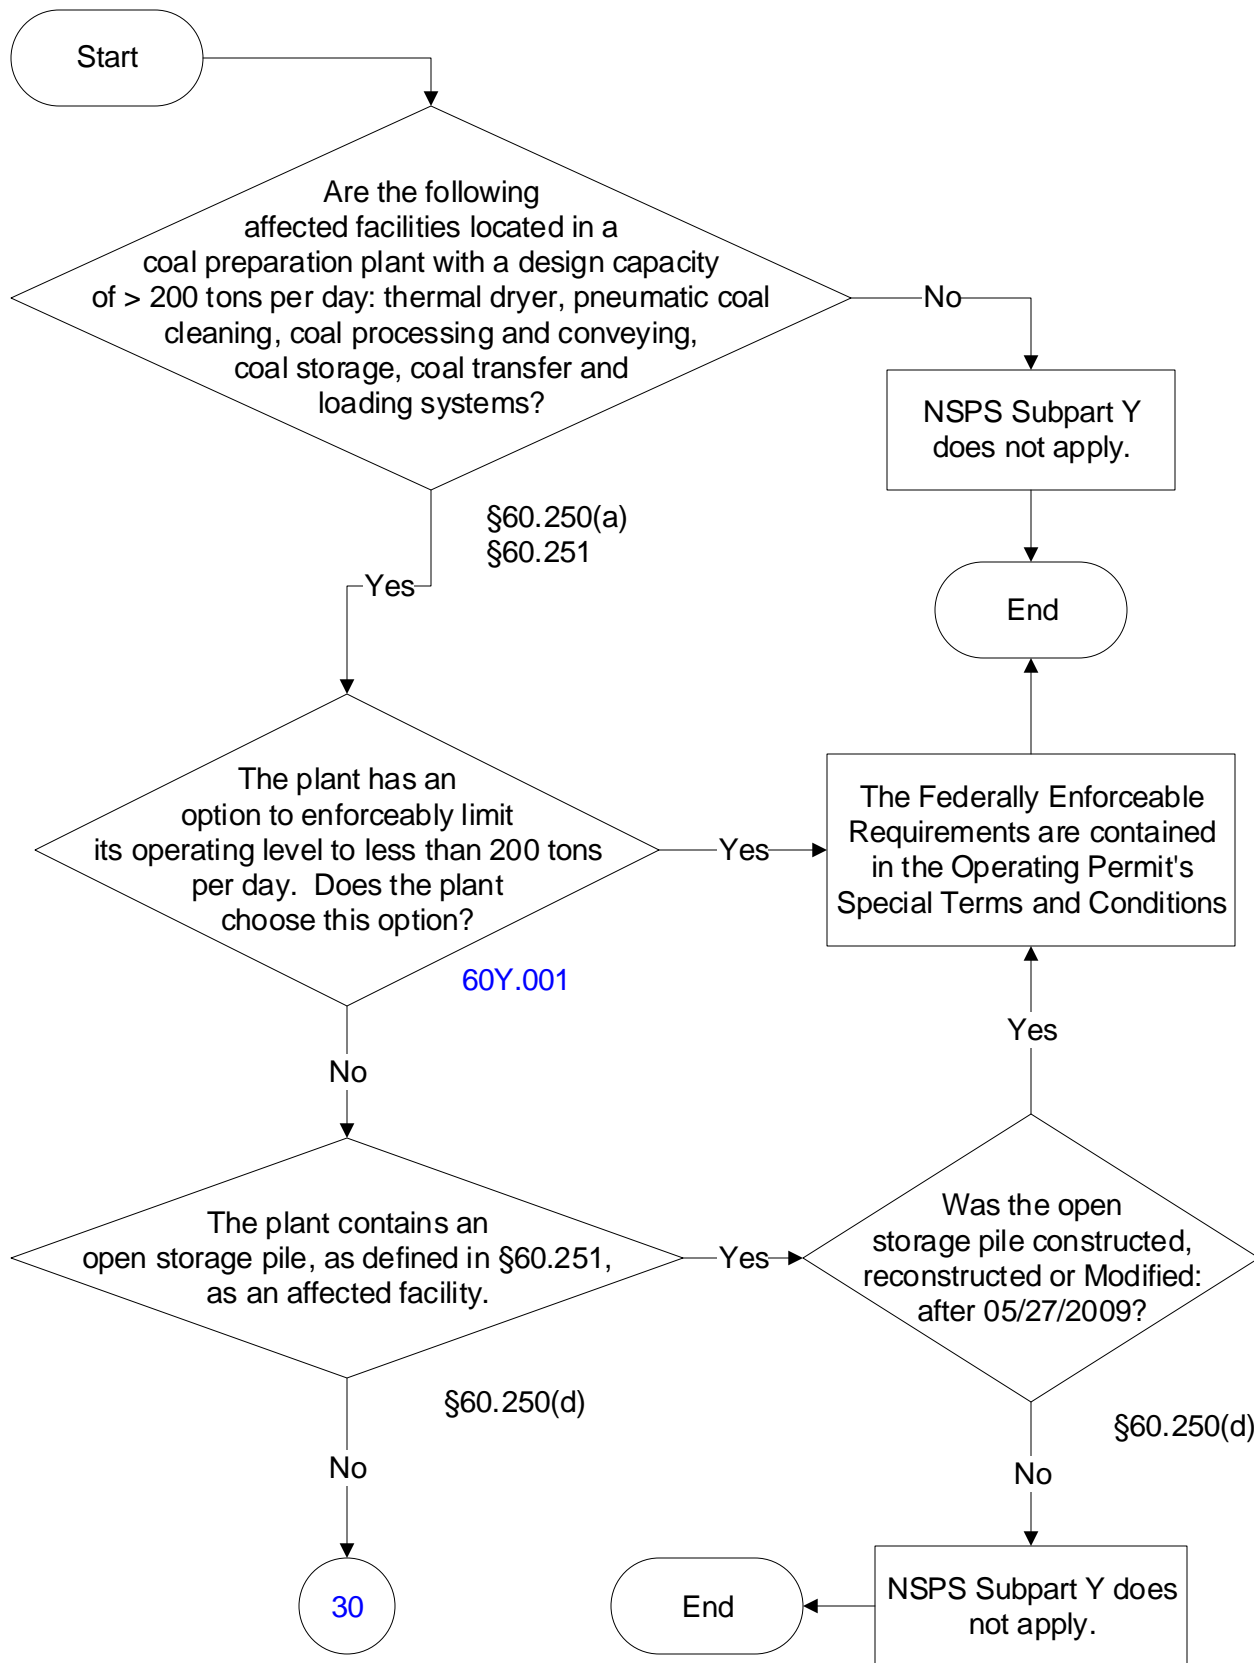 Start
Are the following
affected facilities located in a
coal preparation plant with a design capacity
of > 200 tons per day: thermal dryer, pneumatic coal
cleaning, coal processing and conveying,
coal storage, coal transfer and
loading systems?
No
NSPS Subpart Y
does not apply.
§60.250(a)
§60.251
Yes
End
The plant has an
option to enforceably limit
its operating level to less than 200 tons
per day. Does the plant
choose this option?
Yes
The Federally Enforceable
Requirements are contained
in the Operating Permit's
Special Terms and Conditions
60Y.001
Yes
No
The plant contains an
open storage pile, as defined in §60.251,
as an affected facility.
Yes
Was the open
storage pile constructed,
reconstructed or Modified:
after 05/27/2009?
§60.250(d)
§60.250(d)
No
No
30
End
NSPS Subpart Y does
not apply.